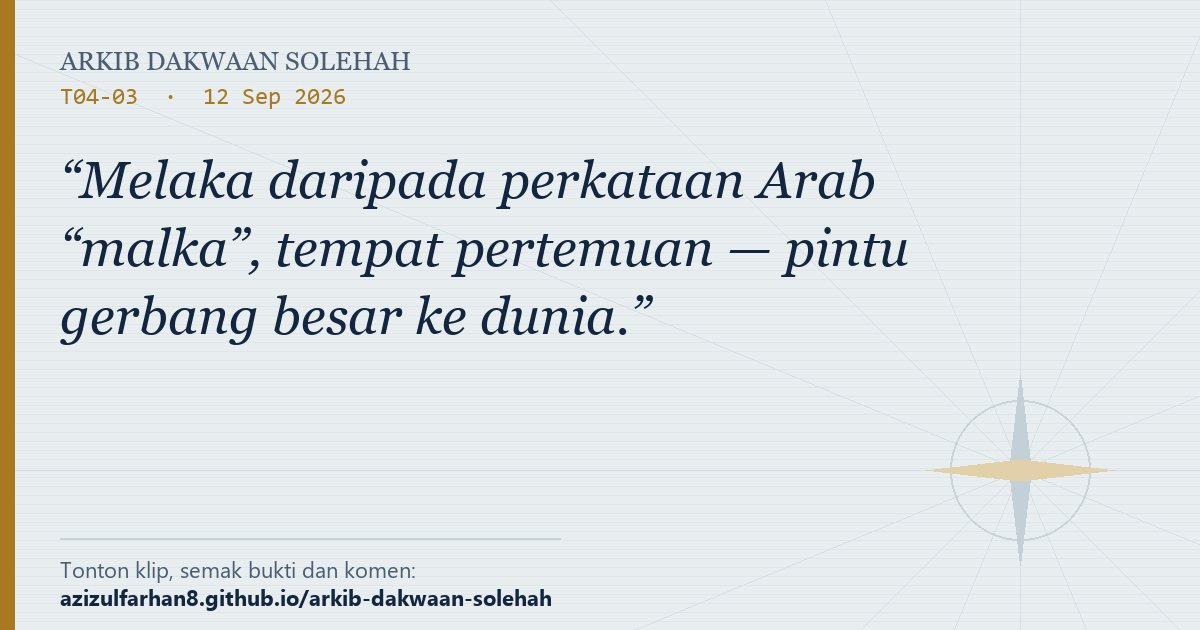 ARKIB DAKWAAN SOLEHAH
T04-03 · 12 Sep 2026
“Melaka daripada perkataan Arab
“malka”, tempat pertemuan — pintu
gerbang besar ke dunia.”
Tonton klip, semak bukti dan komen:
azizulfarhan8.github.io/arkib-dakwaan-solehah